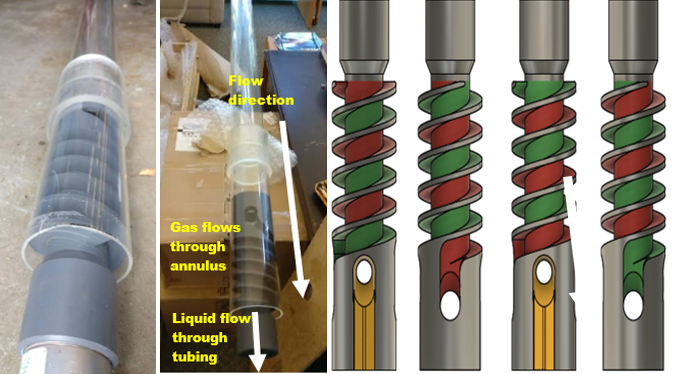 Flow
direction
Gas flows
through
annulus
Liquid flow
through
tubing